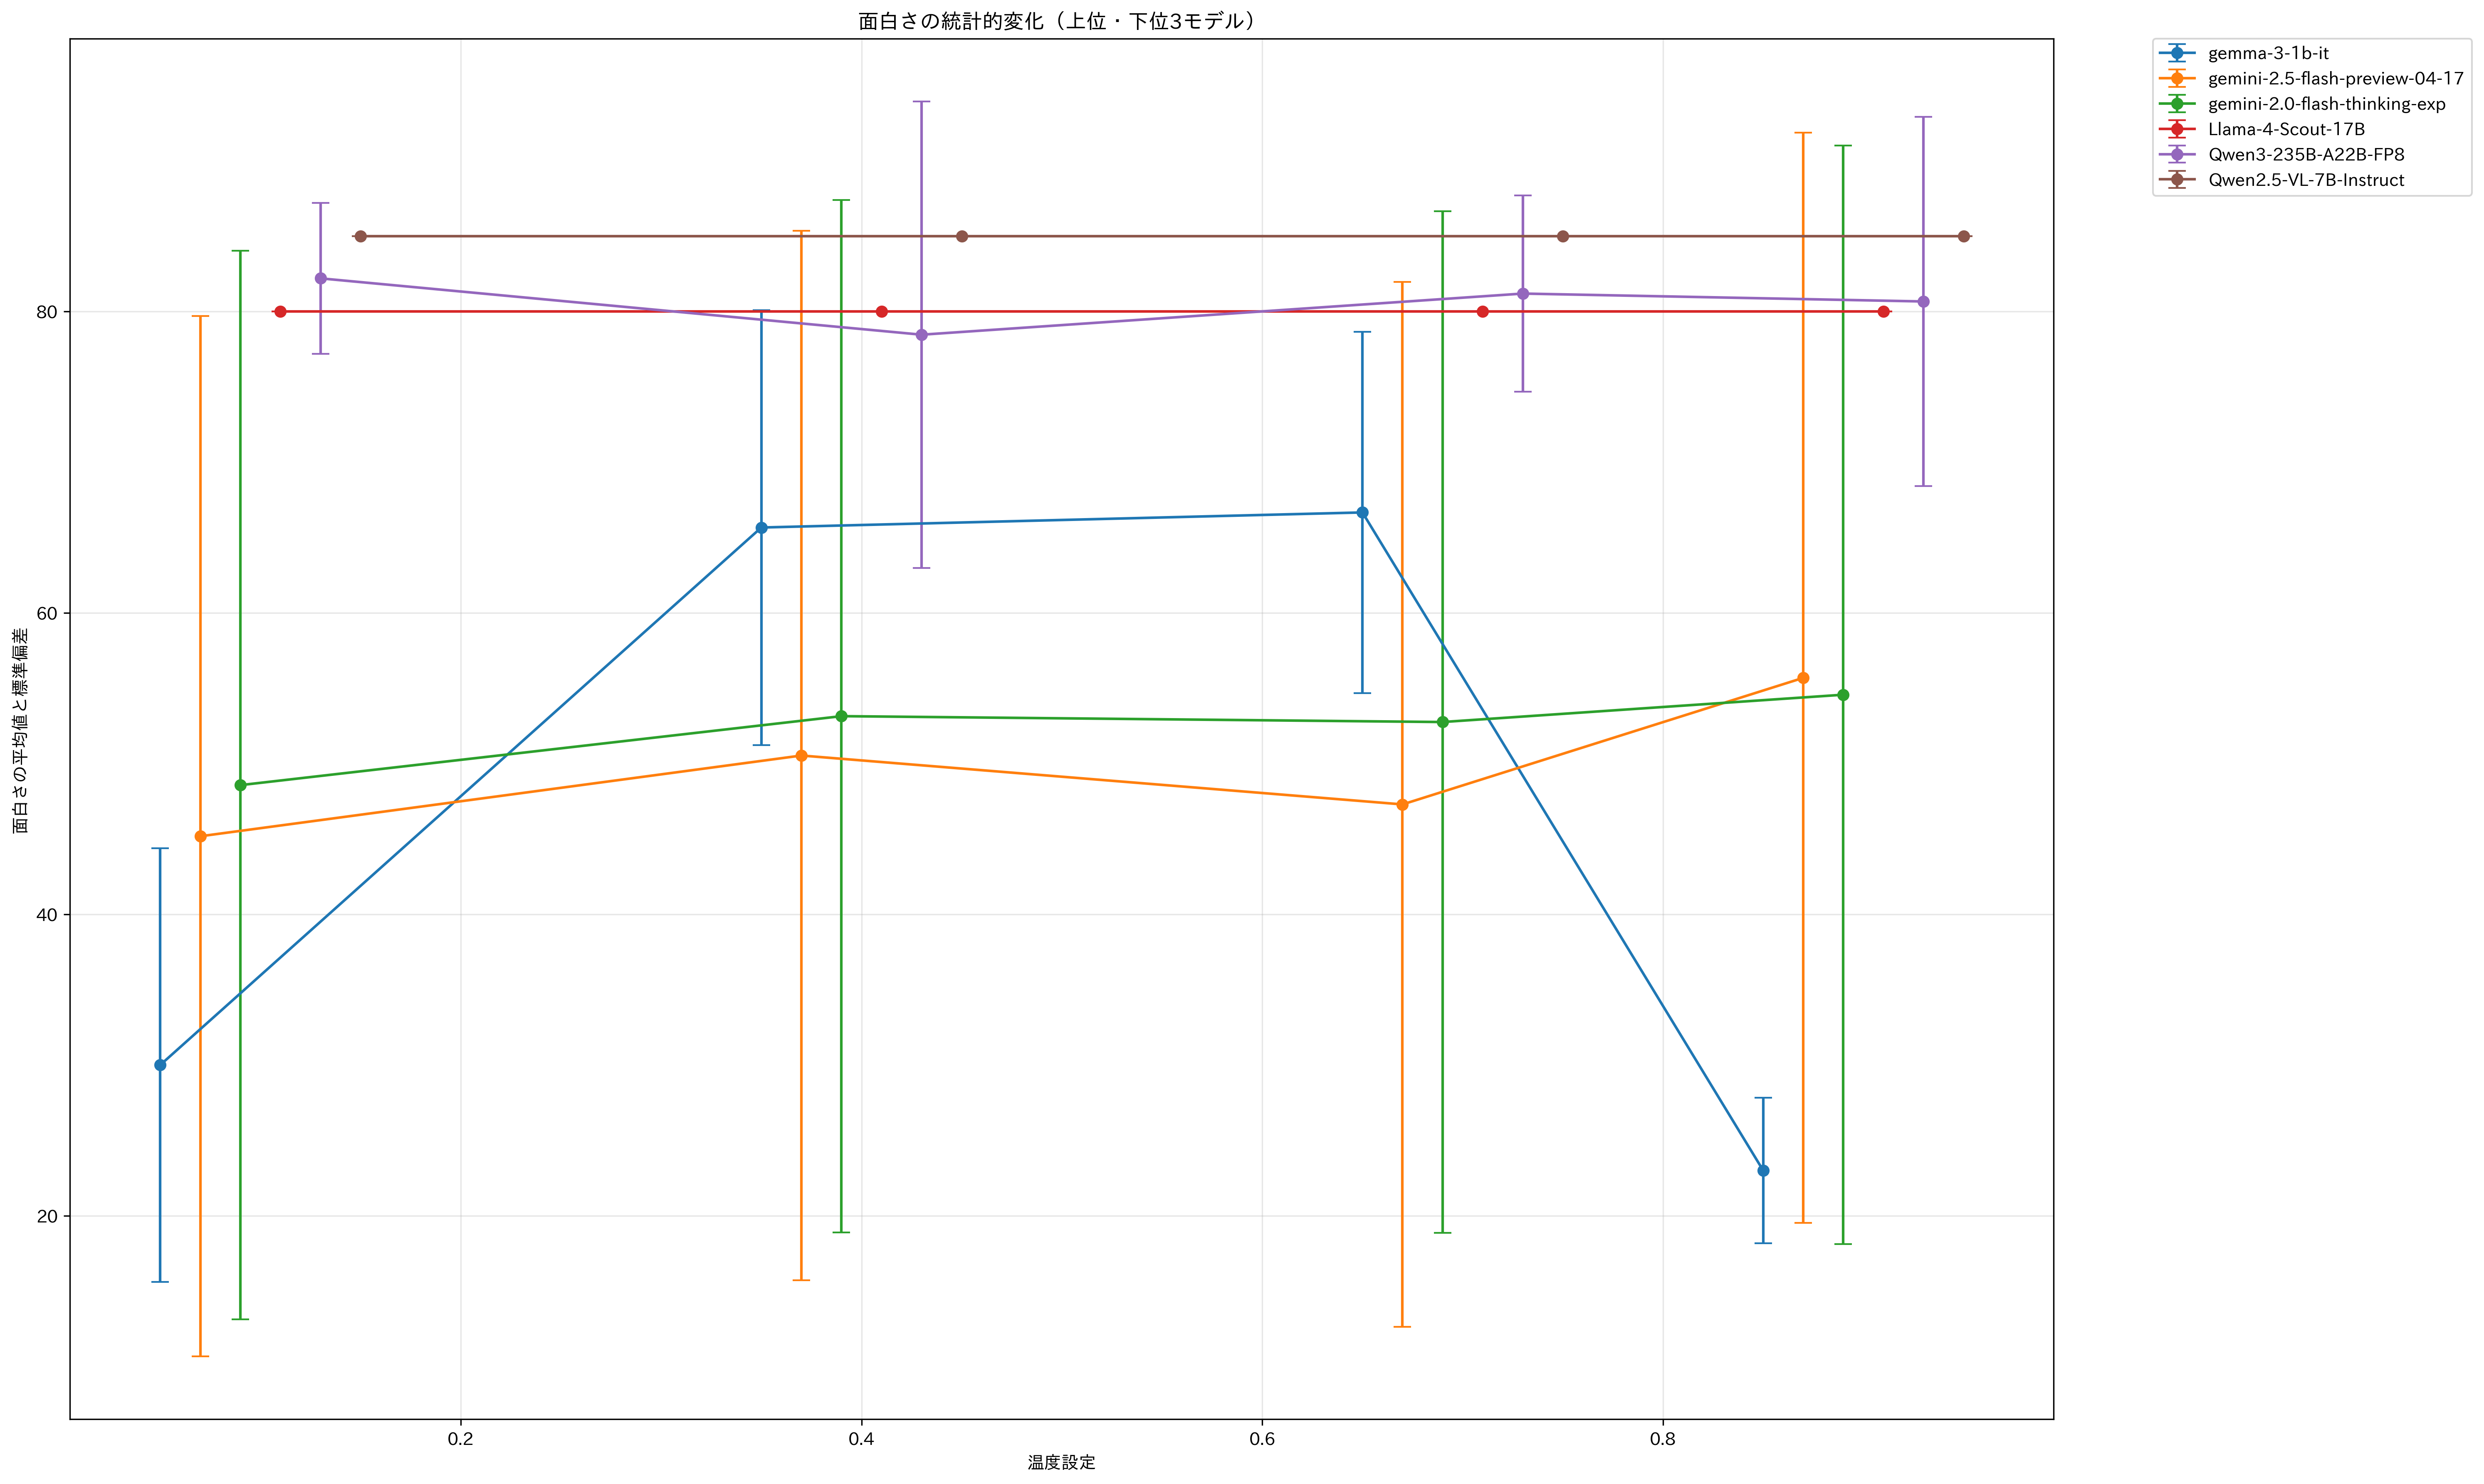 面白さの統計的変化（上位・下位3モデル）
gemma-3-1b-it
gemini-2.5-flash-preview-04-17
gemini-2.0-flash-thinking-exp
Llama-4-Scout-17B
Qwen3-235B-A22B-FP8
Qwen2.5-VL-7B-Instruct
面白さの平均値と標準偏差
80
60
40
20
0.2
0.4
0.6
0.8
温度設定